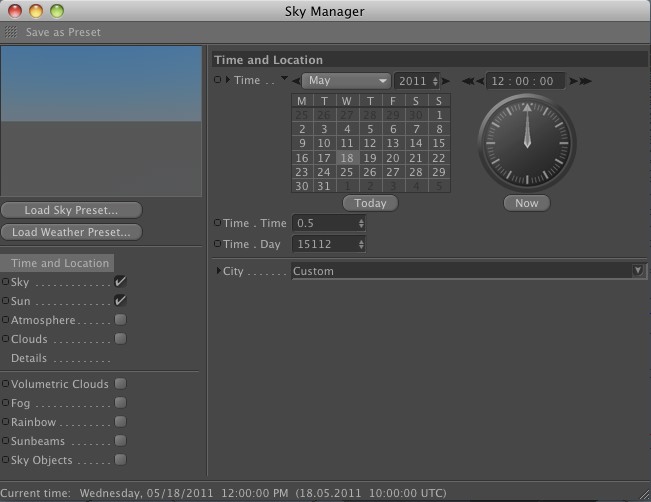 Sky Manager
Save as Preset
Load Sky Preset...
Load Weather Preset...
Time and Location
Sky
Sun
Atmosphere
Clouds
Details
Volumetric Clouds
Fog
Rainbow
Sunbeams
Sky Objects
Time and Location
Time . . May 2011 12 : 00 : 00
M T W T F S S
25 26 27 28 29 30 1
2 3 4 5 6 7 8
9 10 11 12 13 14 15
16 17 18 19 20 21 22
23 24 25 26 27 28 29
30 31 1 2 3 4 5
Today Now
Time . Time 0.5
Time . Day 15112
City Custom
Current time: Wednesday, 05/18/2011 12:00:00 PM (18.05.2011 10:00:00 UTC)